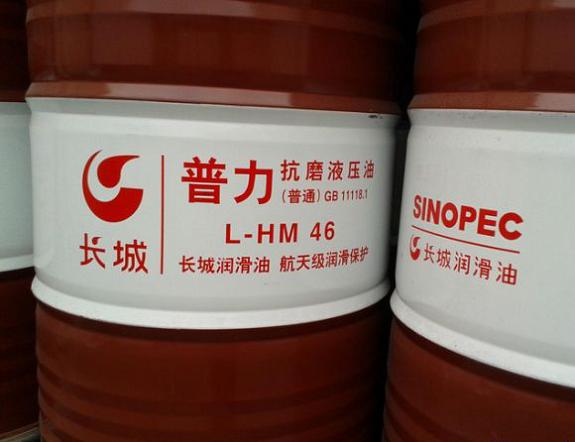 长城
普力
抗磨液压油
(普通) GB 11118.1
L-HM 46
长城润滑油 航天级润滑保护
SINOPEC
长城润滑油